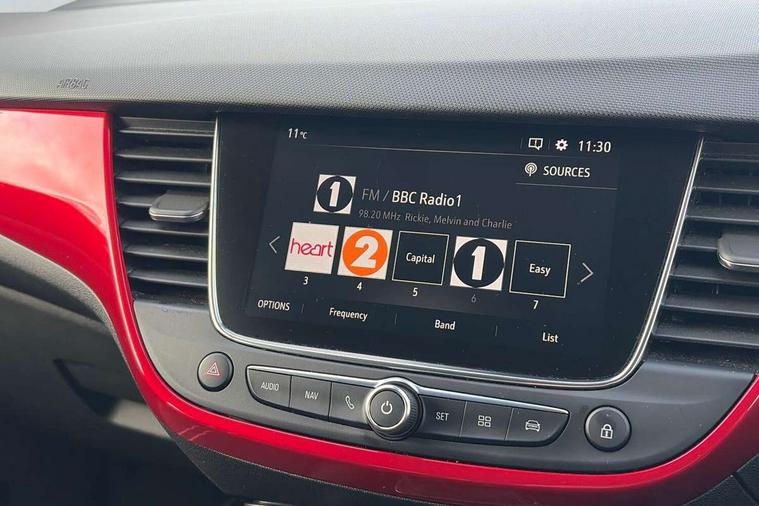 AIRBAG
11°C
11:30
SOURCES
1
FM / BBC Radio1
98.20 MHz Rickie, Melvin and Charlie
heart
2
Capital
1
Easy
3
4
5
6
7
OPTIONS
Frequency
Band
List
AUDIO
NAV
SET